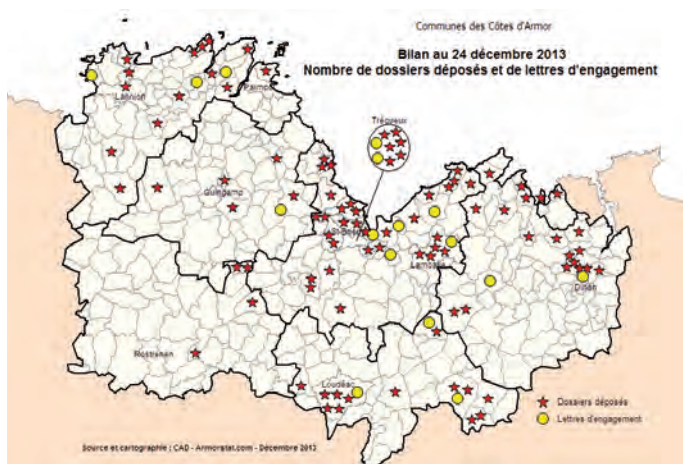 Communes des Côtes d'Armor
Bilan au 24 décembre 2013
Nombre de dossiers déposés et de lettres d'engagement
Lannion
Paimpol
Trégueux
Guingamp
St-Brieuc
Lamballe
Dinan
Rostrenen
Loudéac
Dossiers déposés
Lettres d'engagement
Source et cartographie : CAD - Armorstat.com - Décembre 2013